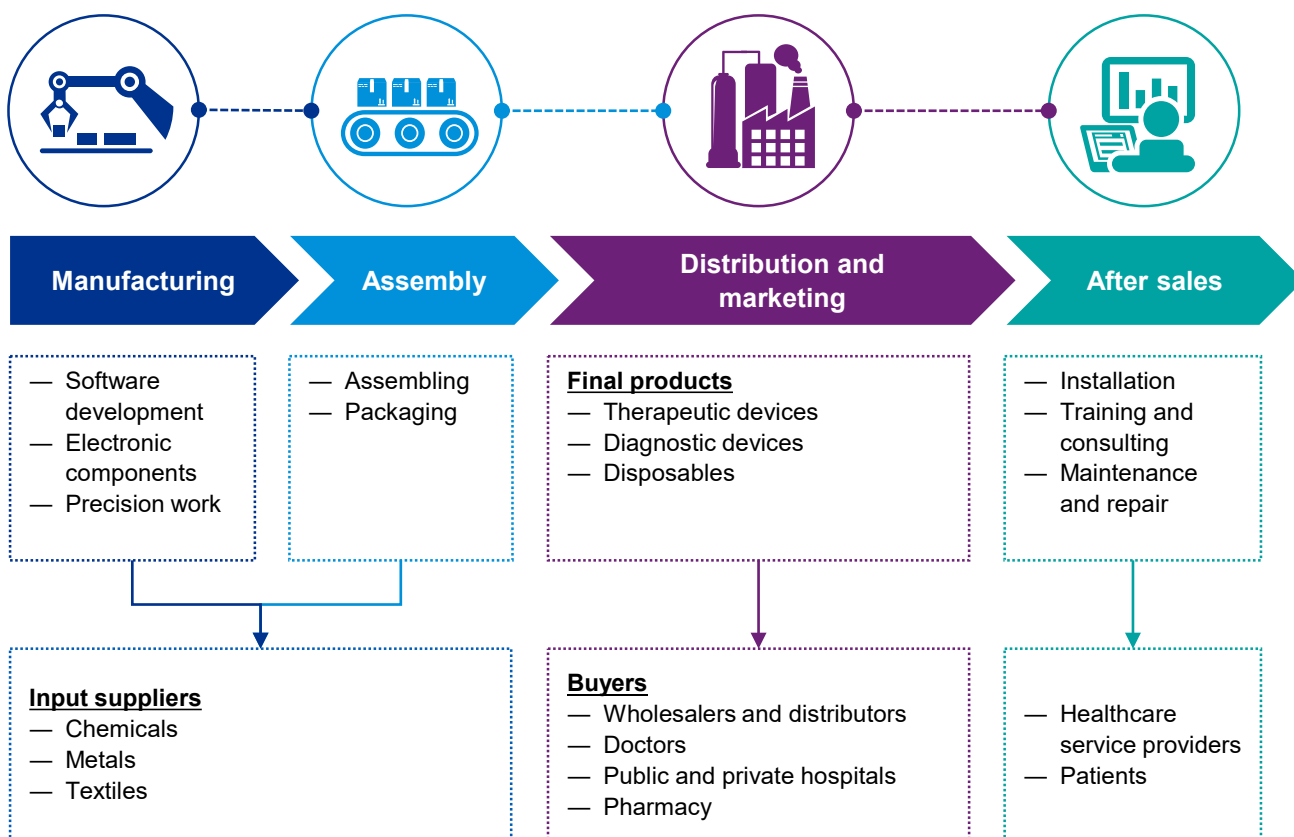 Manufacturing
Assembly
Distribution and
marketing
After sales
— Software
development
— Electronic
components
— Precision work
— Assembling
— Packaging
Final products
— Therapeutic devices
— Diagnostic devices
— Disposables
— Installation
— Training and
consulting
— Maintenance
and repair
Input suppliers
— Chemicals
— Metals
— Textiles
Buyers
— Wholesalers and distributors
— Doctors
— Public and private hospitals
— Pharmacy
— Healthcare
service providers
— Patients